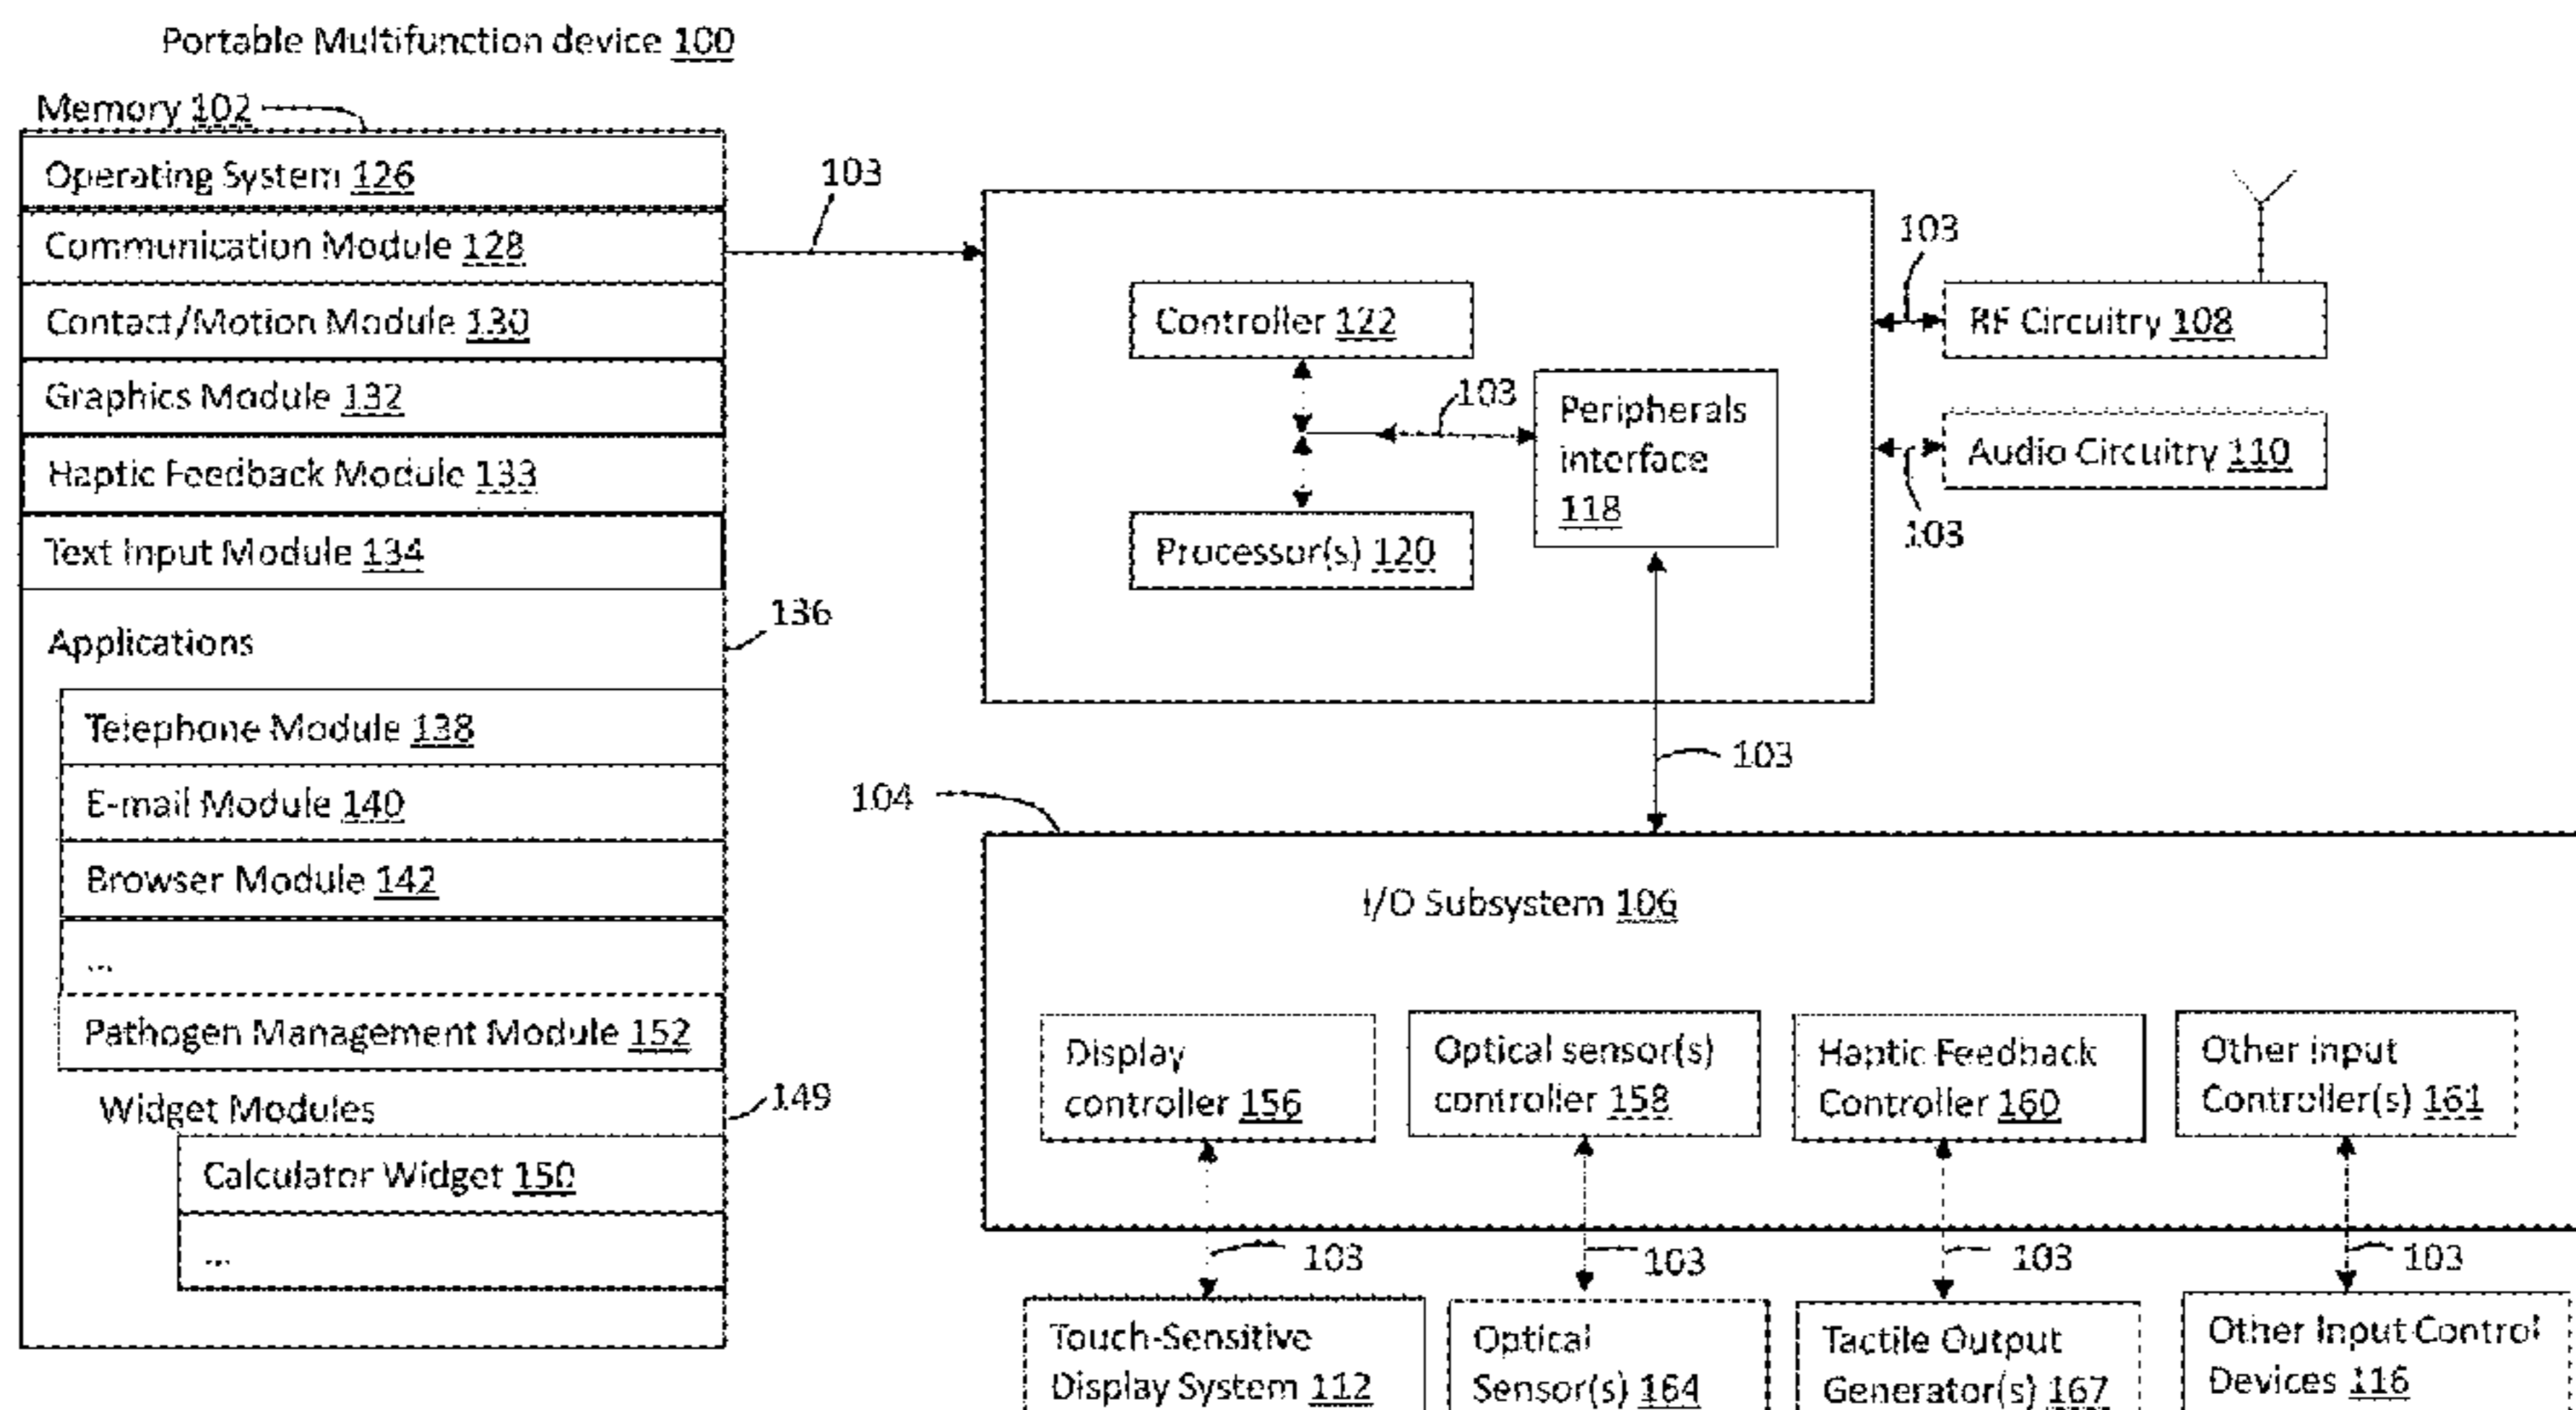 Portable Multifunction device 100
Memory 102
Operating System 126
Communication Module 128
Contact/Motion Module 130
Graphics Module 132
Haptic Feedback Module 133
Text Input Module 134
Applications
136
Telephone Module 138
E-mail Module 140
Browser Module 142
...
Pathogen Management Module 152
Widget Modules
149
Calculator Widget 150
...
103
Controller 122
103
Peripherals
interface
118
Processor(s) 120
103
RF Circuitry 108
Audio Circuitry 110
103
103
104
I/O Subsystem 106
Display
controller 156
Optical sensor(s)
controller 158
Haptic Feedback
Controller 160
Other input
Controller(s) 161
103
103
103
103
Touch-Sensitive
Display System 112
Optical
Sensor(s) 164
Tactile Output
Generator(s) 167
Other Input Control
Devices 116